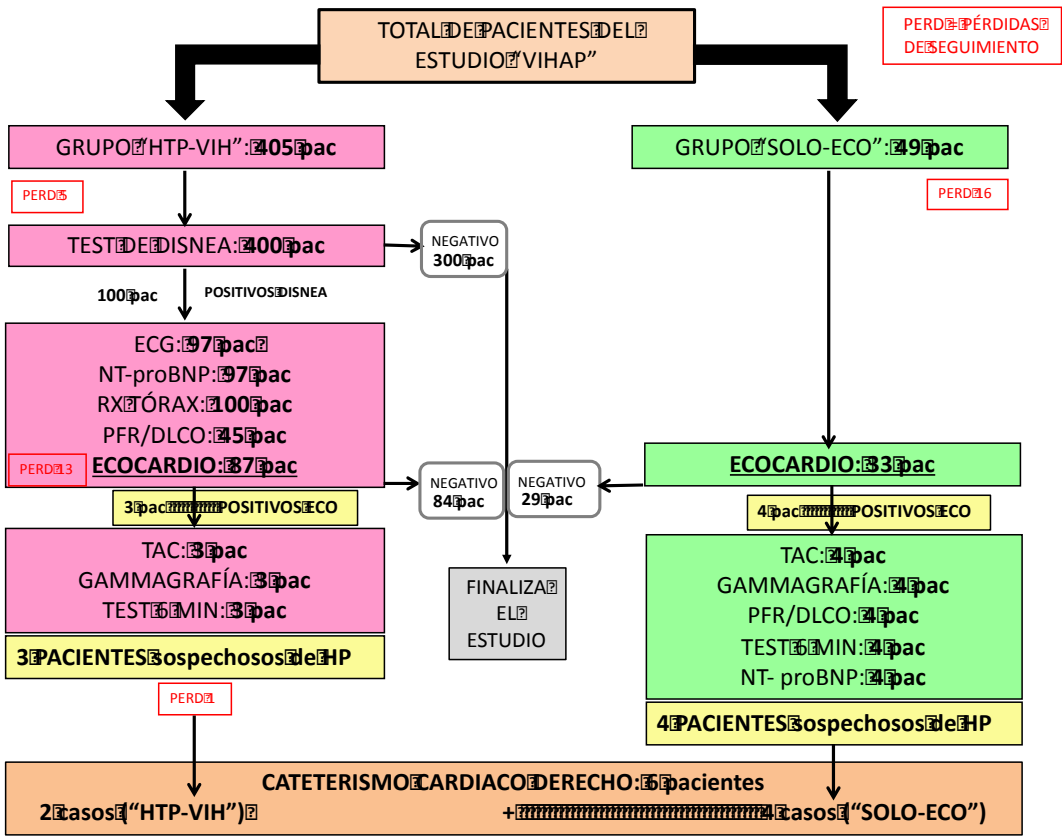 TOTAL DE PACIENTES DEL
ESTUDIO "VIHAP"
PERD = PÉRDIDAS
DE SEGUIMIENTO
GRUPO "HTP-VIH": 405 pac
GRUPO "SOLO-ECO": 49 pac
PERD 5
PERD 16
TEST DE DISNEA: 400 pac
NEGATIVO
300 pac
100 pac
POSITIVOS DISNEA
ECG: 97 pac
NT-proBNP: 97 pac
RX TÓRAX: 100 pac
PFR/DLCO: 45 pac
PERD 13
ECOCARDIO: 87 pac
NEGATIVO
84 pac
NEGATIVO
29 pac
ECOCARDIO: 33 pac
3 pac POSITIVOS ECO
4 pac POSITIVOS ECO
TAC: 3 pac
GAMMAGRAFÍA: 3 pac
TEST 6 MIN: 3 pac
FINALIZA
EL
ESTUDIO
TAC: 4 pac
GAMMAGRAFÍA: 4 pac
PFR/DLCO: 4 pac
TEST 6 MIN: 4 pac
NT- proBNP: 4 pac
3 PACIENTES sospechosos de HP
PERD 1
4 PACIENTES sospechosos de HP
CATETERISMO CARDIACO DERECHO: 6 pacientes
2 casos ("HTP-VIH") + 4 casos ("SOLO-ECO")